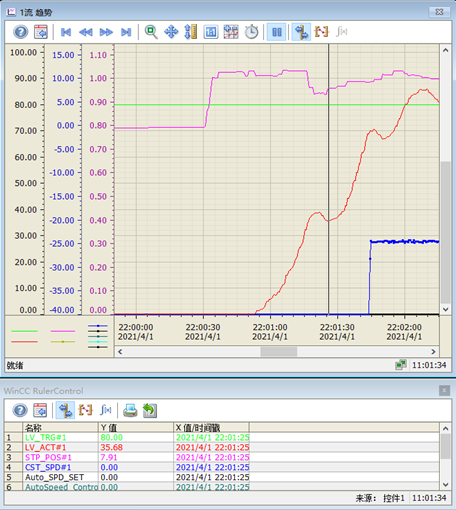 1流 趋势
100.00 15.00 1.10
90.00 10.00 1.00
80.00 5.00 0.90
70.00 0.00 0.80
60.00 -5.00 0.70
50.00 -10.00 0.60
40.00 -15.00 0.50
30.00 -20.00 0.40
20.00 -25.00 0.30
10.00 -30.00 0.20
0.00 -35.00 0.10
-40.00 0.00
22:00:00 22:00:30 22:01:00 22:01:30 22:02:00
2021/4/1 2021/4/1 2021/4/1 2021/4/1 2021/4/1
就绪 11:01:34
WinCC RulerControl
名称 Y 值 X 值/时间戳
1 LV_TRG#1 80.00 2021/4/1 22:01:25
2 LV_ACT#1 35.68 2021/4/1 22:01:25
3 STP_POS#1 7.91 2021/4/1 22:01:25
4 CST_SPD#1 0.00 2021/4/1 22:01:25
5 Auto_SPD_SET 0.00 2021/4/1 22:01:25
6 AutoSpeed_Contro 0.00 2021/4/1 22:01:25
来源: 控件1 11:01:34